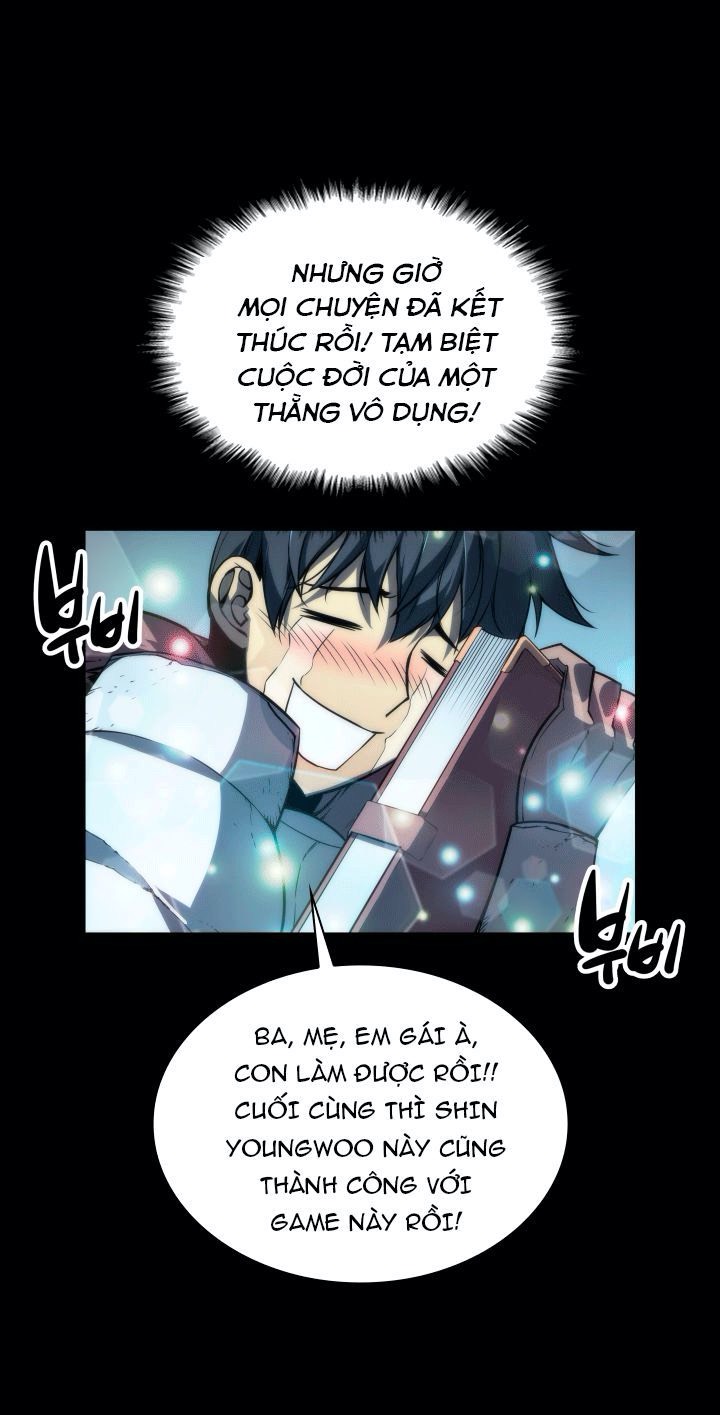 NHƯNG GIỜ
MỌI CHUYỆN ĐÃ KẾT
THÚC RỒI! TẠM BIỆT
CUỘC ĐỜI CỦA MỘT
THẰNG VÔ DỤNG!
부비
부비
BA, MẸ, EM GÁI À,
CON LÀM ĐƯỢC RỒI!!
CUỐI CÙNG THÌ SHIN
YOUNGWOO NÀY CŨNG
THÀNH CÔNG VỚI
GAME NÀY RỒI!